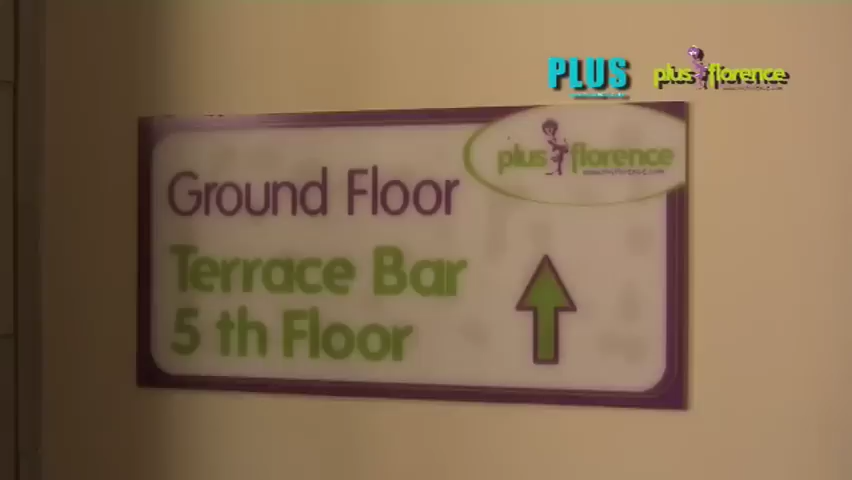 PLUS
plus florence
plus florence
Ground Floor
Terrace Bar
5 th Floor